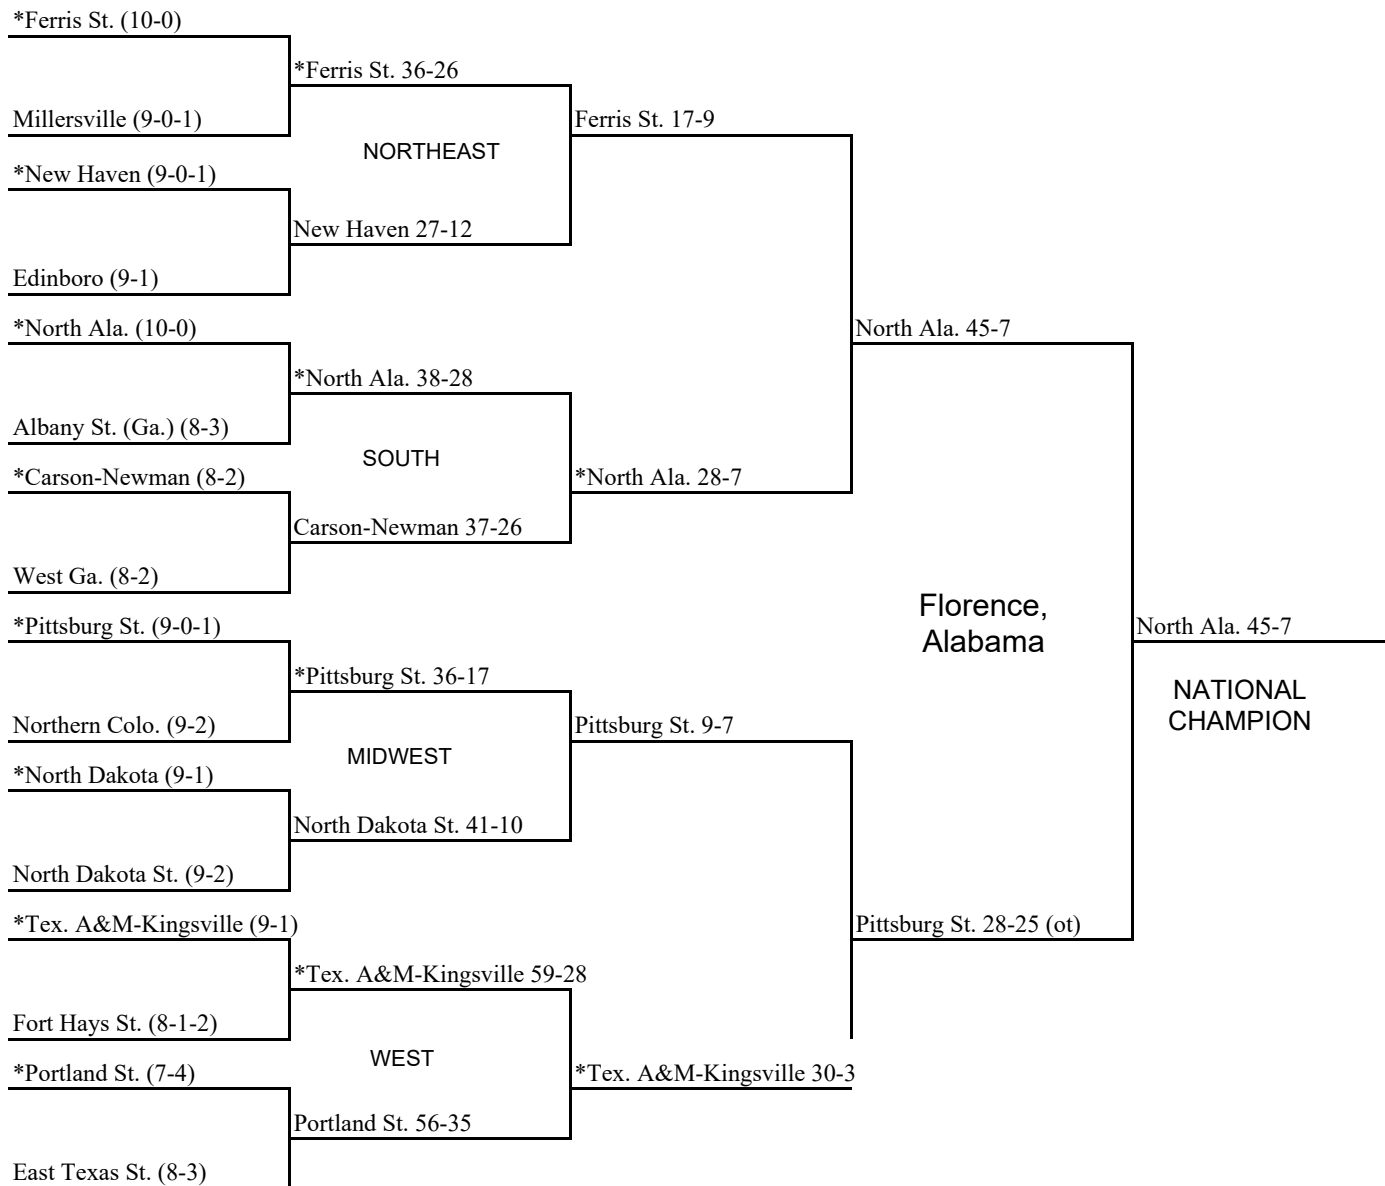 *Ferris St. (10-0)
*Ferris St. 36-26
Millersville (9-0-1)
Ferris St. 17-9
NORTHEAST
*New Haven (9-0-1)
New Haven 27-12
Edinboro (9-1)
*North Ala. (10-0)
North Ala. 45-7
*North Ala. 38-28
Albany St. (Ga.) (8-3)
SOUTH
*Carson-Newman (8-2)
*North Ala. 28-7
Carson-Newman 37-26
West Ga. (8-2)
Florence,
Alabama
*Pittsburg St. (9-0-1)
North Ala. 45-7
*Pittsburg St. 36-17
NATIONAL
CHAMPION
Northern Colo. (9-2)
Pittsburg St. 9-7
MIDWEST
*North Dakota (9-1)
North Dakota St. 41-10
North Dakota St. (9-2)
*Tex. A&M-Kingsville (9-1)
Pittsburg St. 28-25 (ot)
*Tex. A&M-Kingsville 59-28
Fort Hays St. (8-1-2)
WEST
*Portland St. (7-4)
*Tex. A&M-Kingsville 30-3
Portland St. 56-35
East Texas St. (8-3)